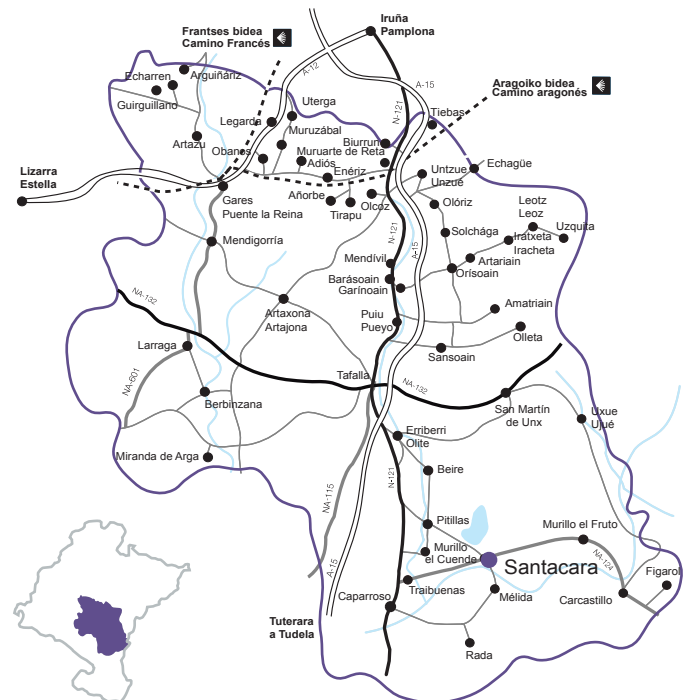 Iruña
Pamplona
Frantses bidea
Camino Francés
A-12
A-15
Aragoiko bidea
Camino aragonés
Echarren
Arguiñáriz
Guirguillano
Uterga
Legarda
Muruzábal
N-121
Tiebas
Artazu
Obanos
Biurrun
Muruarte de Reta
Adiós
Enériz
Untzue
Unzué
Echagüe
Lizarra
Estella
Gares
Puente la Reina
Añorbe
Tirapu
Olcoz
Olóriz
Leotz
Leoz
Uzquita
Mendigorría
N-121
A-15
Solchága
Iratxeta
Iracheta
Mendívil
Artariain
Orísoain
Barásoain
Garínoain
NA-132
Artaxona
Artajona
Puiu
Pueyo
Amatriain
Olleta
Larraga
Sansoain
NA-601
Tafalla
NA-132
Berbinzana
San Martín
de Unx
Uxue
Ujué
Erriberri
Olite
Miranda de Arga
Beire
N-121
NA-115
Pitillas
Murillo el Fruto
Murillo
el Cuende
Santacara
NA-124
A-15
Figarol
Traibuenas
Caparroso
Mélida
Carcastillo
Tuterara
a Tudela
Rada